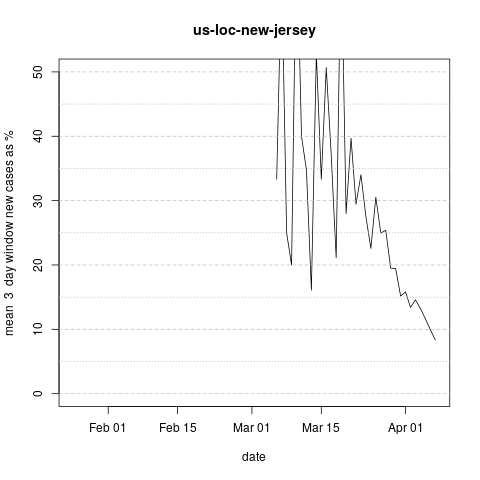 us-loc-new-jersey
mean 3 day window new cases as %
50
40
30
20
10
0
Feb 01 Feb 15 Mar 01 Mar 15 Apr 01
date